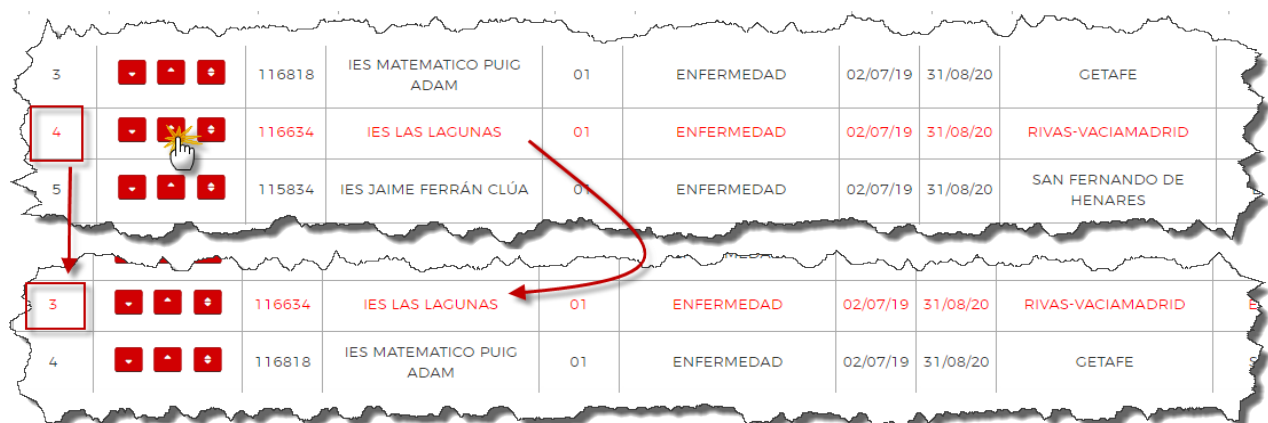 3 116818 IES MATEMATICO PUIG ADAM 01 ENFERMEDAD 02/07/19 31/08/20 GETAFE
4 116634 IES LAS LAGUNAS 01 ENFERMEDAD 02/07/19 31/08/20 RIVAS-VACIAMADRID
5 115834 IES JAIME FERRÁN CLÚA 01 ENFERMEDAD 02/07/19 31/08/20 SAN FERNANDO DE HENARES
3 116634 IES LAS LAGUNAS 01 ENFERMEDAD 02/07/19 31/08/20 RIVAS-VACIAMADRID
4 116818 IES MATEMATICO PUIG ADAM 01 ENFERMEDAD 02/07/19 31/08/20 GETAFE